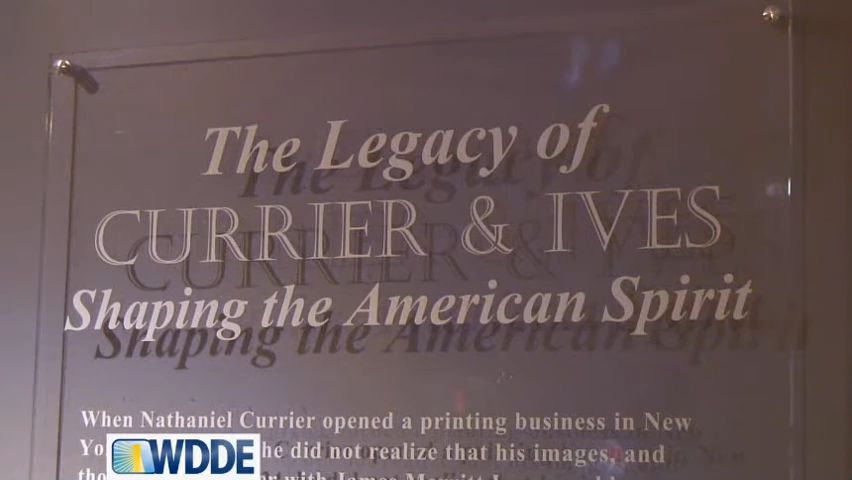 The Legacy of
CURRIER & IVES
Shaping the American Spirit
When Nathaniel Currier opened a printing business in New
Yo he did not realize that his images, and
WDDE